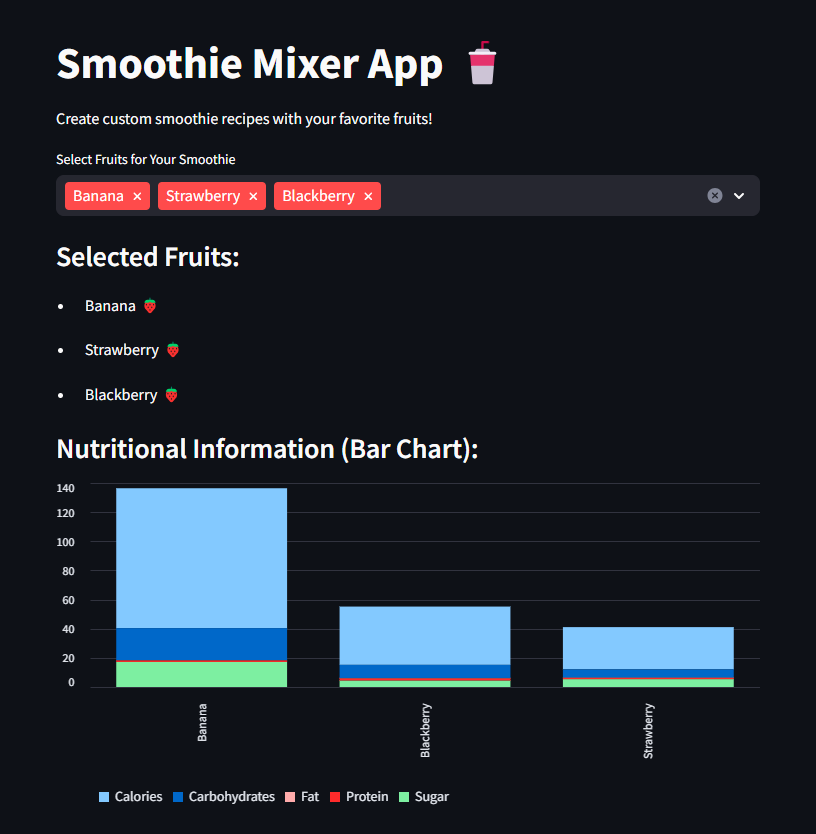 Smoothie Mixer App
Create custom smoothie recipes with your favorite fruits!
Select Fruits for Your Smoothie
Banana × Strawberry × Blackberry ×
Selected Fruits:
• Banana
• Strawberry
• Blackberry
Nutritional Information (Bar Chart):
140
120
100
80
60
40
20
0
Banana
Blackberry
Strawberry
Calories Carbohydrates Fat Protein Sugar